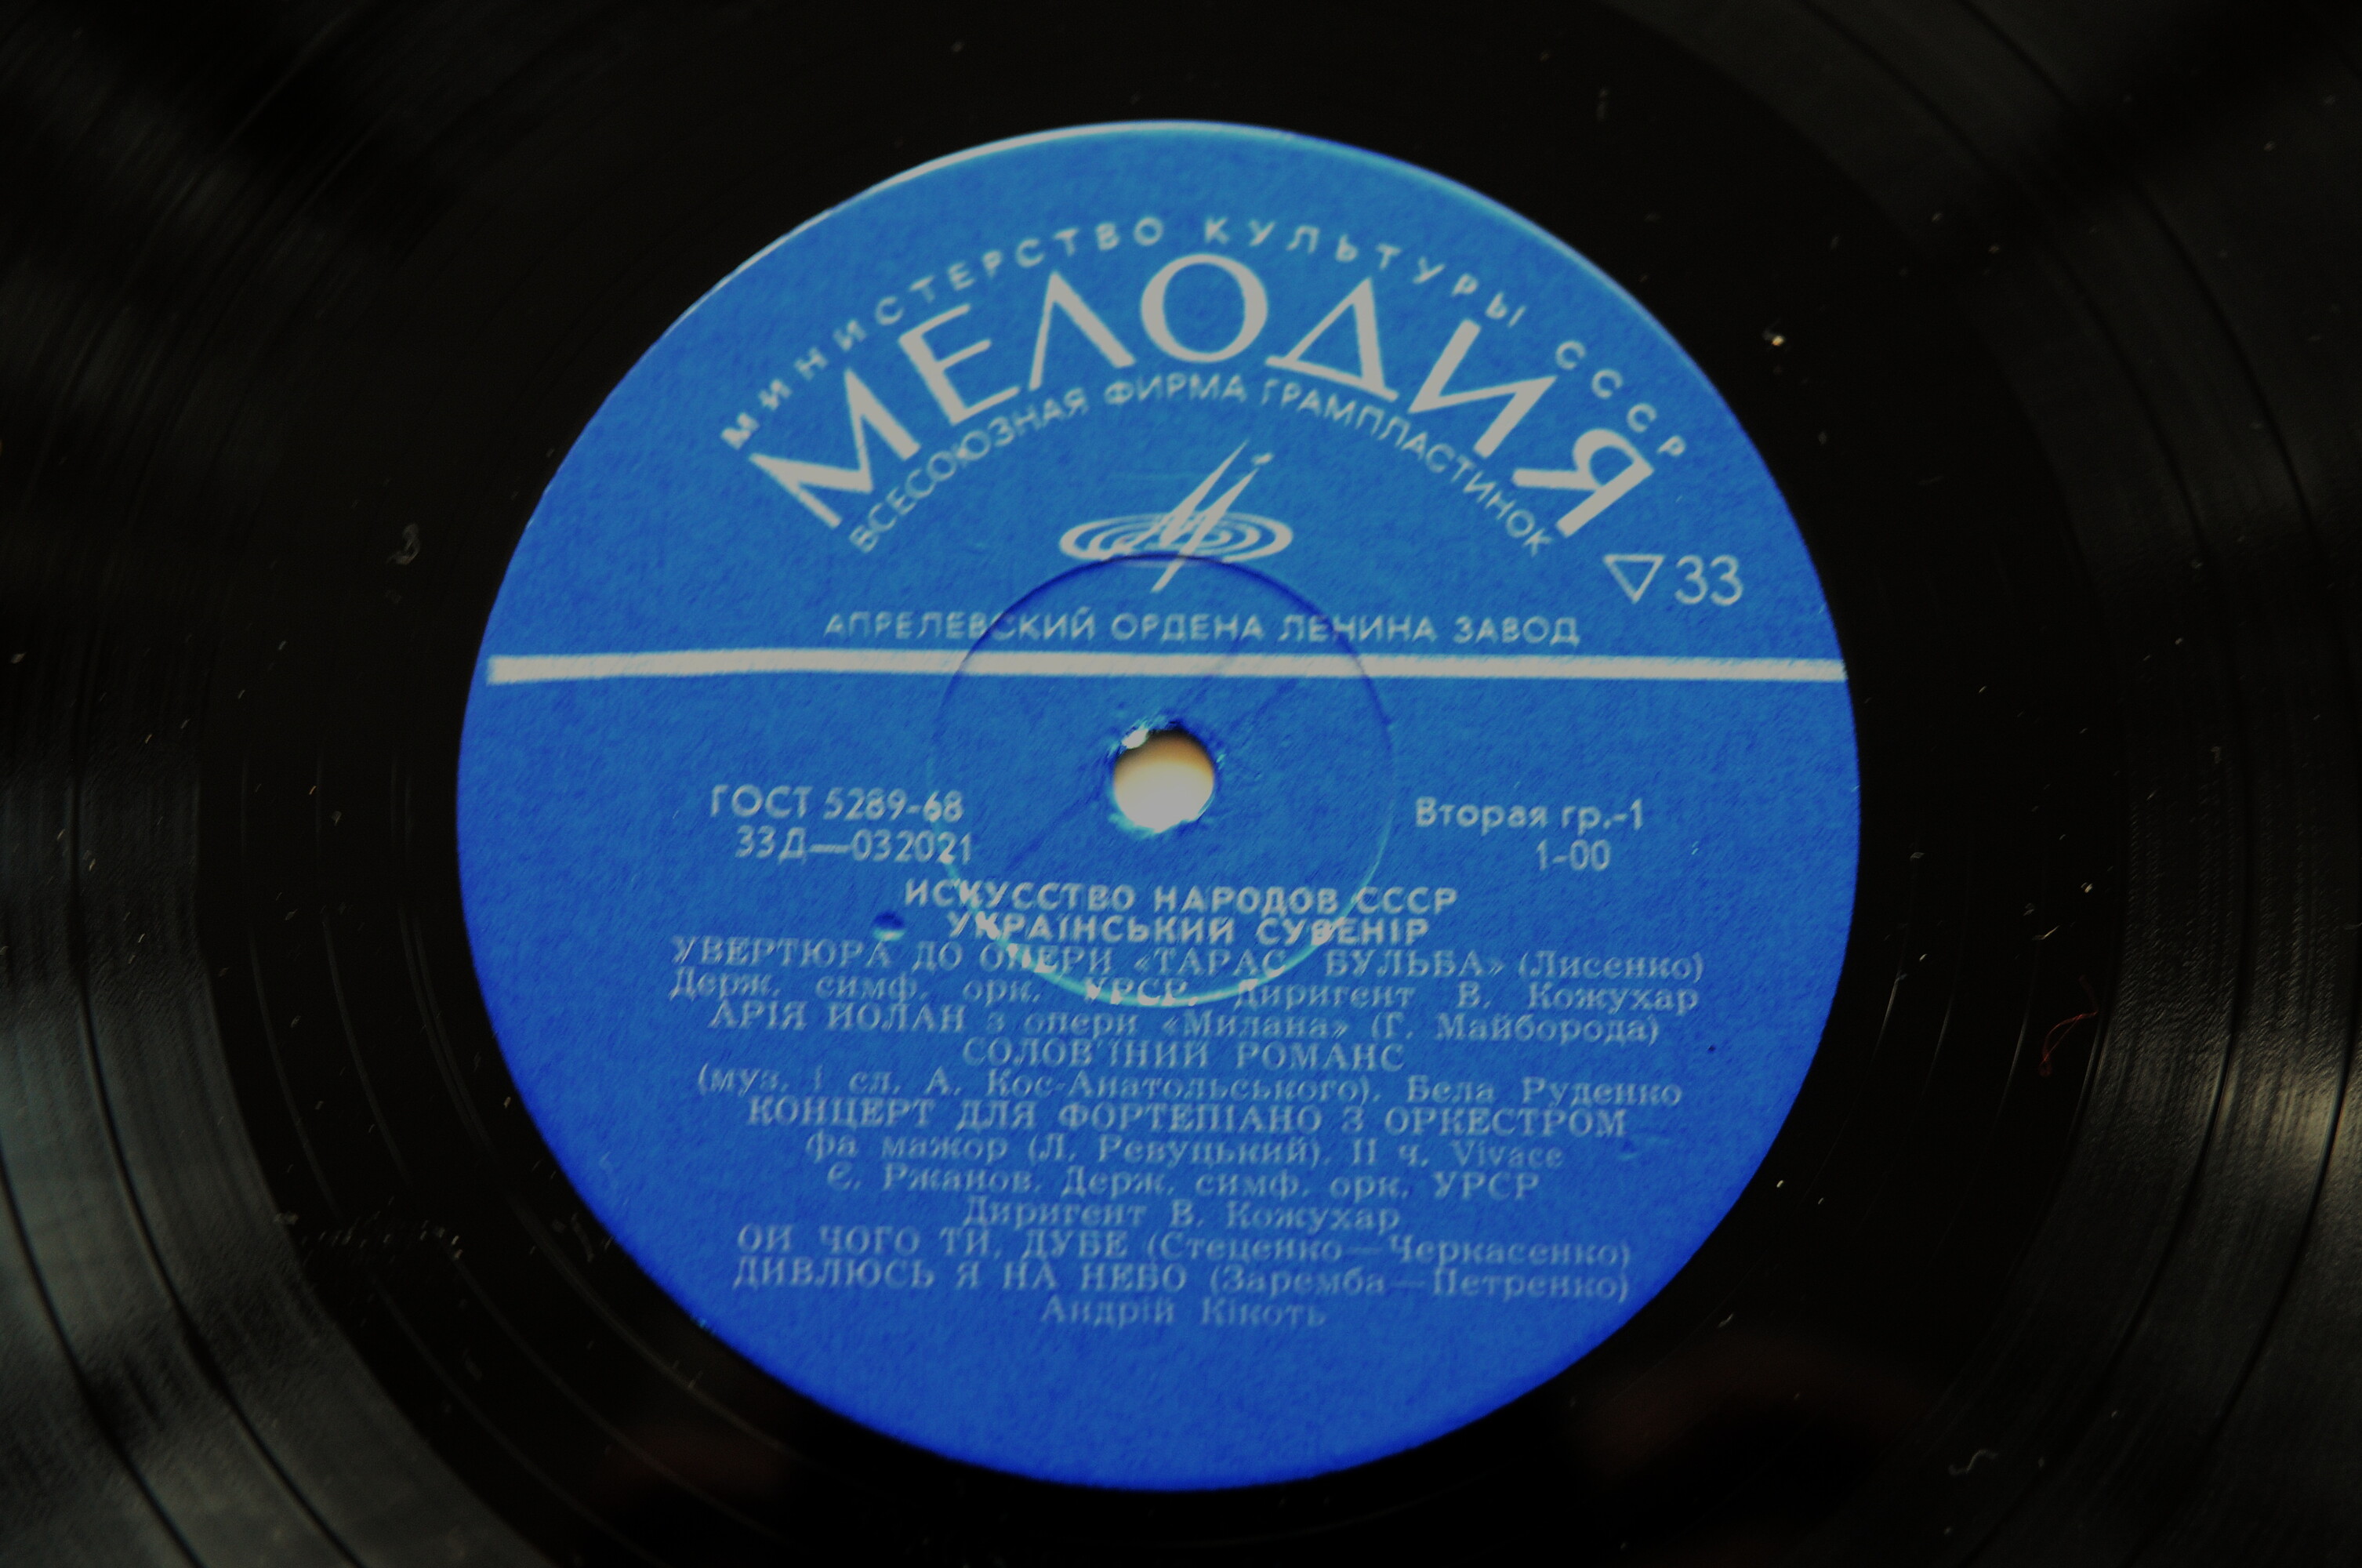 МИНИСТЕРСТВО КУЛЬТУРЫ СССР
МЕЛОДИЯ
ВСЕСОЮЗНАЯ ФИРМА ГРАМПЛАСТИНОК
33
АПРЕЛЕВСКИЙ ОРДЕНА ЛЕНИНА ЗАВОД
ГОСТ 5289-68
33Д—032021
Вторая гр.-1
1-00
ИСКУССТВО НАРОДОВ СССР
УКРАЇНСЬКИЙ СУВЕНІР
УВЕРТЮРА ДО ОПЕРИ «ТАРАС БУЛЬБА» (Лисенко)
Держ. симф. орк. УРСР. Диригент В. Кожухар
АРІЯ ЙОЛАН з опери «Милана» (Г. Майборода)
СОЛОВ'ЇНИЙ РОМАНС
(муз. і сл. А. Кос-Анатольського). Бела Руденко
КОНЦЕРТ ДЛЯ ФОРТЕПІАНО З ОРКЕСТРОМ
фа мажор (Л. Ревуцький). II ч. Vivace
Є. Ржанов. Держ. симф. орк. УРСР
Диригент В. Кожухар
ОЙ ЧОГО ТИ, ДУБЕ (Стеценко—Черкасенко)
ДИВЛЮСЬ Я НА НЕБО (Заремба—Петренко)
Андрій Кікоть